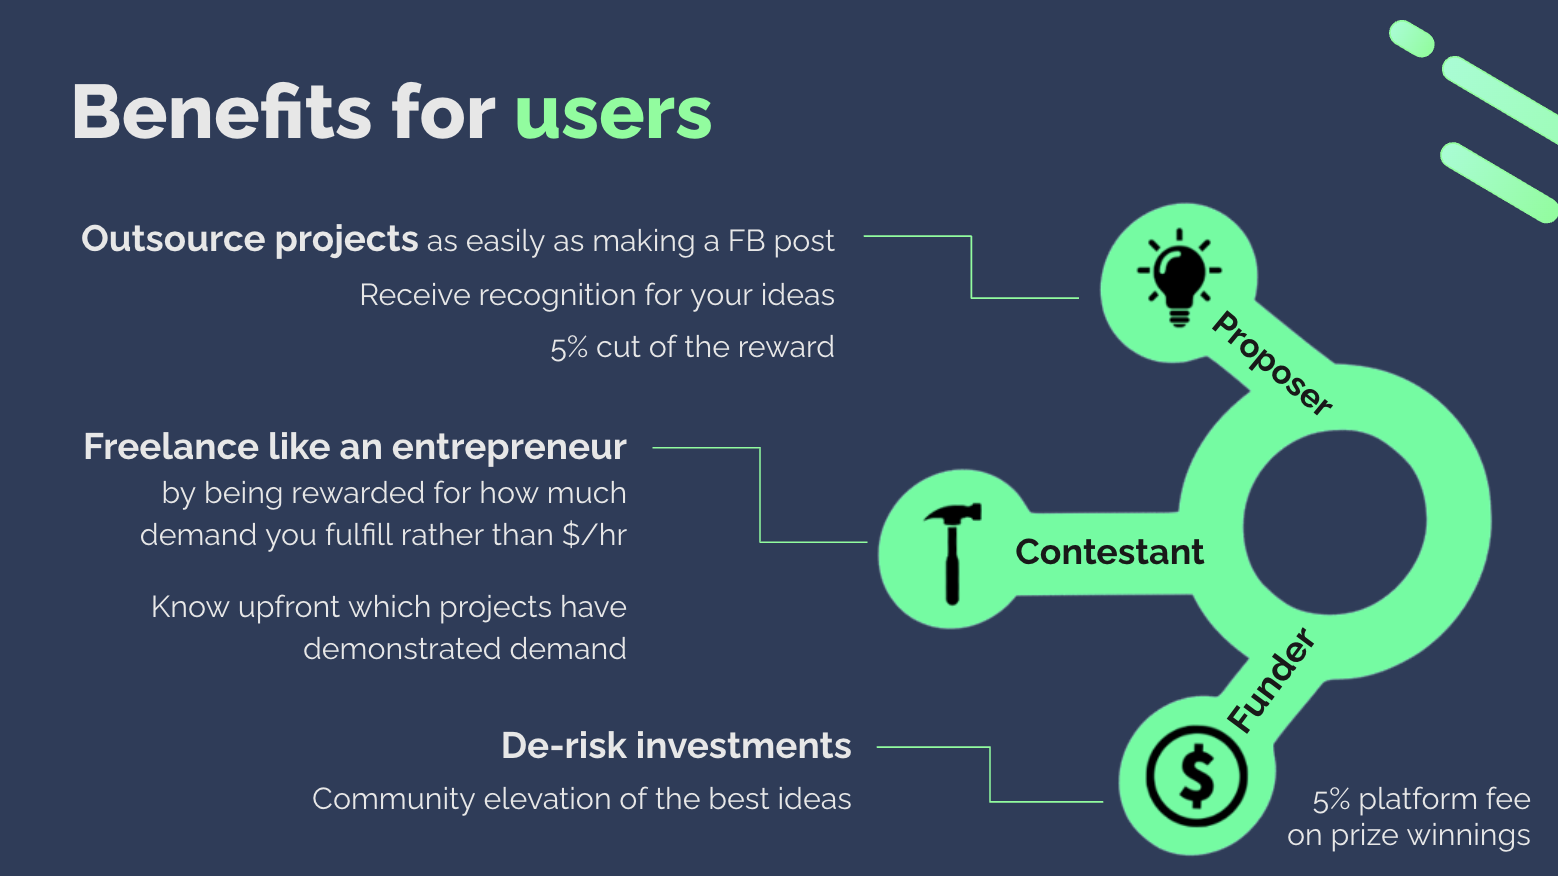 Benefits for users
Outsource projects as easily as making a FB post
Receive recognition for your ideas
5% cut of the reward
Proposer
Freelance like an entrepreneur
by being rewarded for how much
demand you fulfill rather than $/hr
Know upfront which projects have
demonstrated demand
Contestant
De-risk investments
Community elevation of the best ideas
Funder
$
5% platform fee
on prize winnings